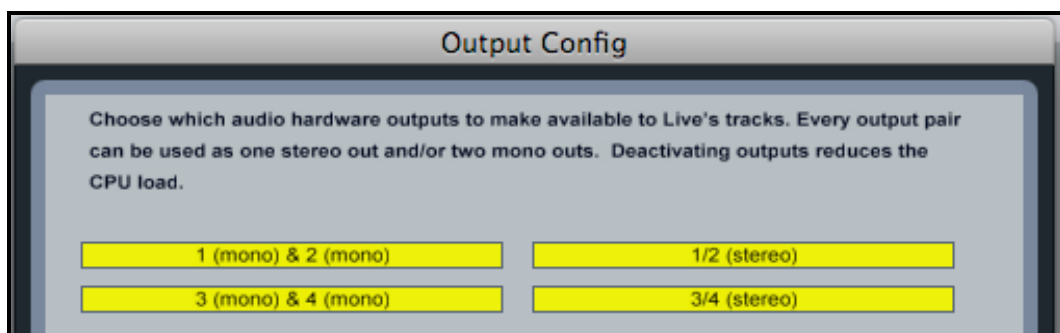 Output Config
Choose which audio hardware outputs to make available to Live's tracks. Every output pair
can be used as one stereo out and/or two mono outs.  Deactivating outputs reduces the
CPU load.
1 (mono) & 2 (mono)
1/2 (stereo)
3 (mono) & 4 (mono)
3/4 (stereo)